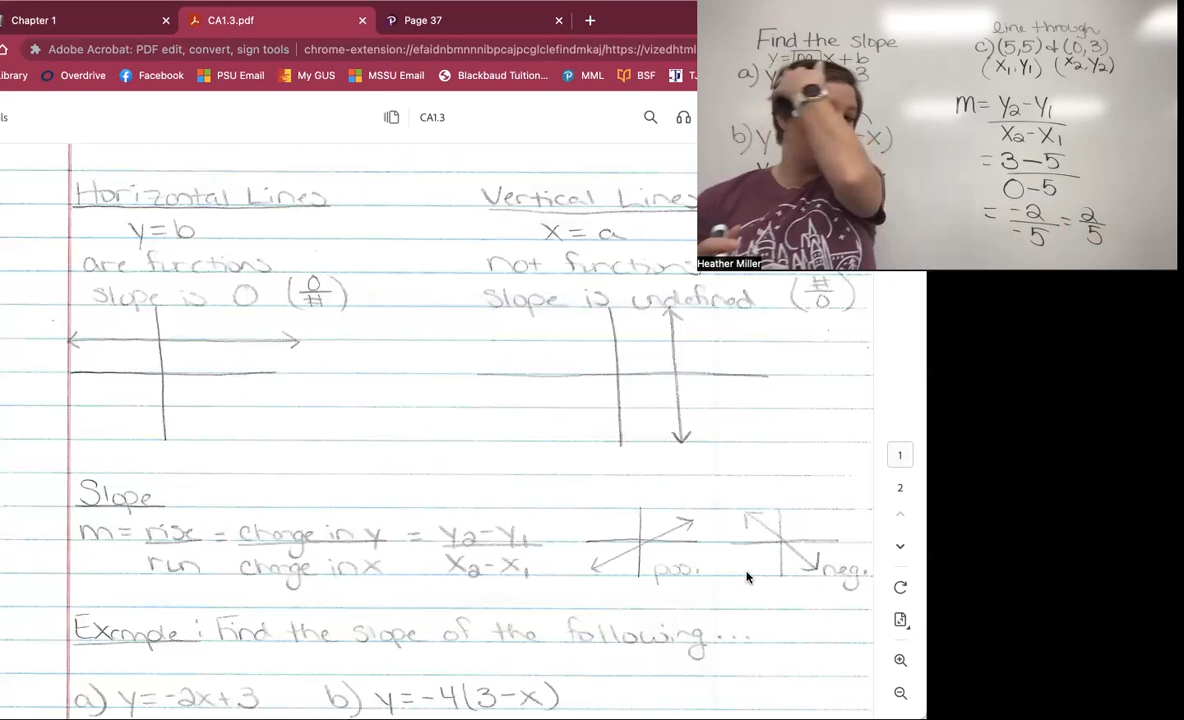 Chapter 1
CA1.3.pdf
Page 37
Adobe Acrobat: PDF edit, convert, sign tools
chrome-extension://efaidnbmnnnibpcajpcglclefindmkaj/https://vizedhtml
ibrary
Overdrive
Facebook
PSU Email
My GUS
MSSU Email
Blackbaud Tuition...
MML
BSF
ls
CA1.3
Horizontal Lines
y=b
are functions
slope is 0 (0/#)
Vertical Lines
x=a
not function
slope is undefined (#/0)
Slope
m = rise/run = change in y/change in x = y₂-y₁/x₂-x₁
pos.
neg.
Example: Find the slope of the following...
a) y=-2x+3 b) y=-4(3-x)
Find the slope
y=mx+b
a) y 3
b) y -x)
line through
c) (5,5) & (0,3)
(x₁,y₁) (x₂,y₂)
m= y₂-y₁/x₂-x₁
= 3-5/0-5
= -2/-5 = 2/5
Heather Miller
1
2